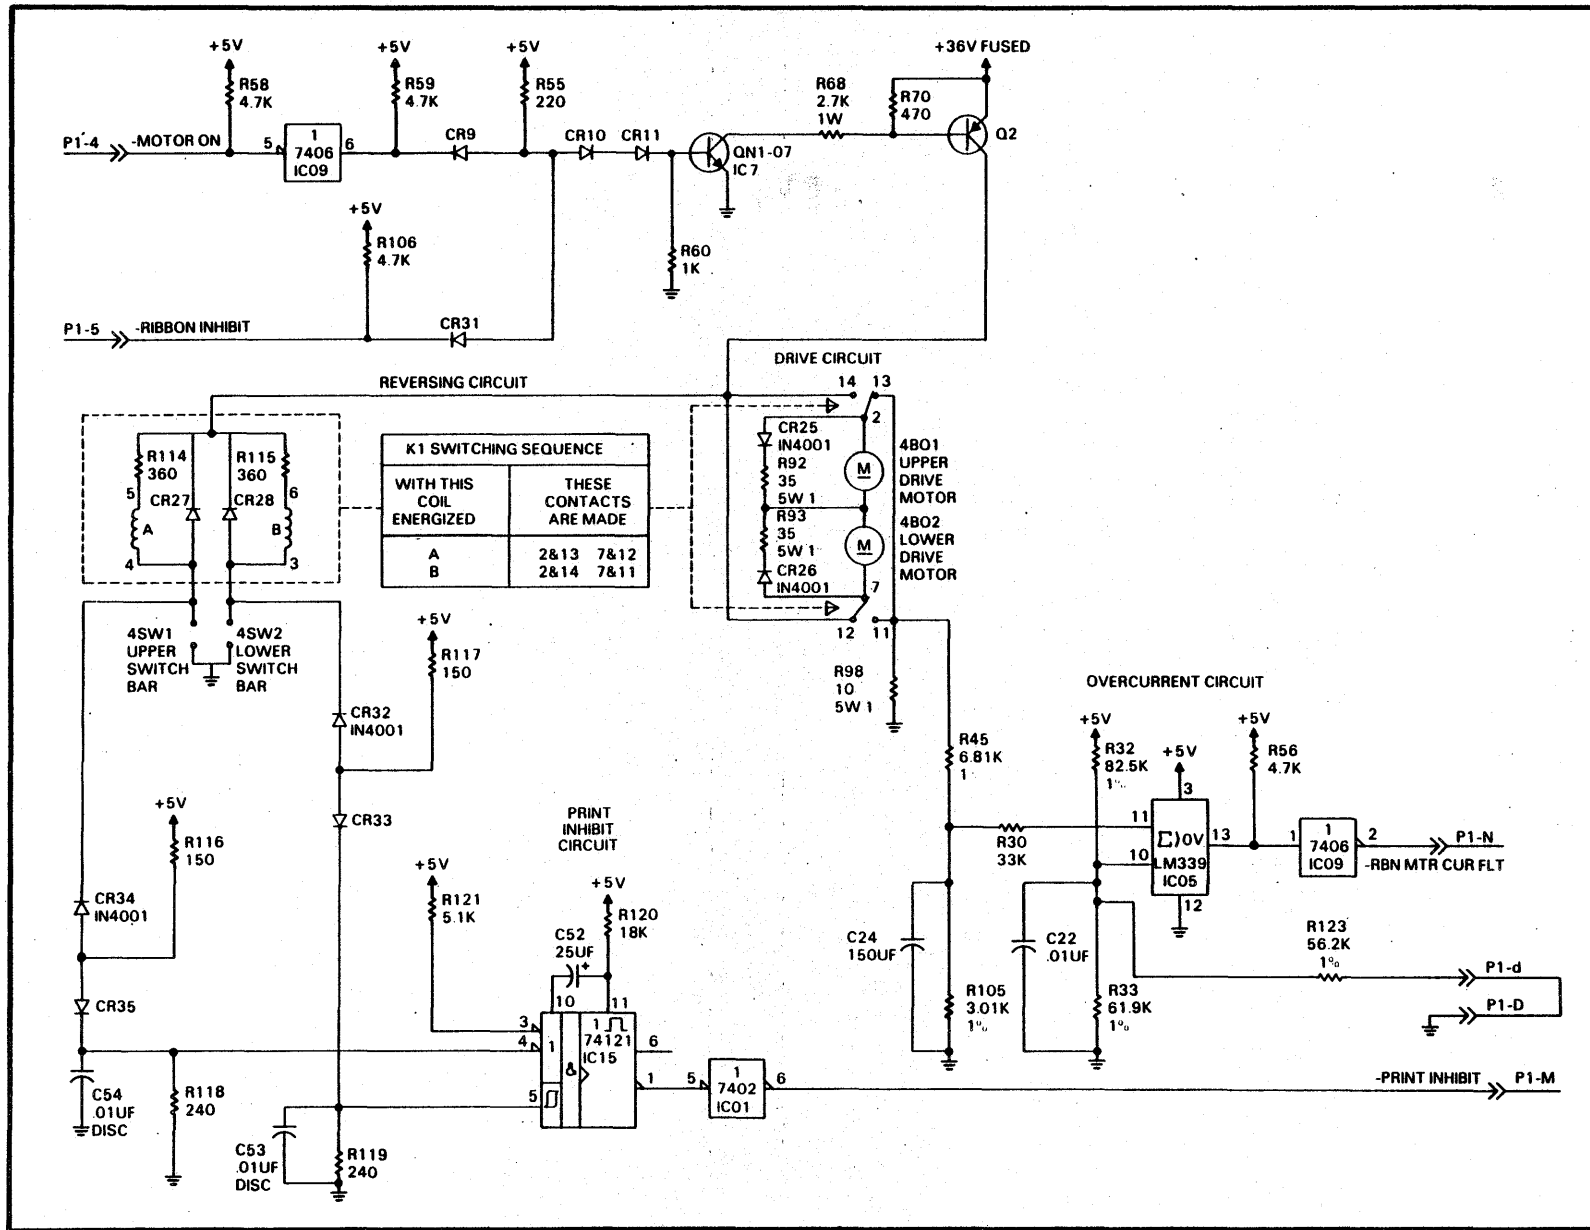 +5V
R58
4.7K
+5V
R59
4.7K
+5V
R55
220
+36V FUSED
R68
2.7K
1W
R70
470
Q2
P1-4
-MOTOR ON
5
1
7406
IC09
6
CR9
CR10
CR11
QN1-07
IC7
+5V
R106
4.7K
R60
1K
P1-5
-RIBBON INHIBIT
CR31
DRIVE CIRCUIT
REVERSING CIRCUIT
14
13
2
R114
360
R115
360
5
CR27
CR28
6
A
B
4
3
K1 SWITCHING SEQUENCE
WITH THIS COIL ENERGIZED
THESE CONTACTS ARE MADE
A 2&13 7&12
B 2&14 7&11
CR25
IN4001
R92
35
5W 1
R93
35
5W 1
CR26
IN4001
M
M
4BO1
UPPER
DRIVE
MOTOR
4BO2
LOWER
DRIVE
MOTOR
7
12
11
4SW1
UPPER
SWITCH
BAR
4SW2
LOWER
SWITCH
BAR
+5V
R117
150
R98
10
5W 1
CR32
IN4001
OVERCURRENT CIRCUIT
R45
6.81K
1
+5V
R32
82.5K
1%
+5V
3
+5V
R56
4.7K
+5V
R116
150
CR33
PRINT
INHIBIT
CIRCUIT
11
10
Σ⟩0V
LM339
IC05
13
12
1
1
7406
IC09
2
P1-N
-RBN MTR CUR FLT
R30
33K
CR34
IN4001
+5V
R121
5.1K
+5V
R120
18K
C52
25UF
+
C24
150UF
C22
.01UF
R123
56.2K
1%
P1-d
P1-D
CR35
R105
3.01K
1%
R33
61.9K
1%
10
11
3
4
1
&
1
74121
IC15
6
5
1
5
1
7402
IC01
6
-PRINT INHIBIT
P1-M
C54
.01UF
DISC
R118
240
C53
.01UF
DISC
R119
240